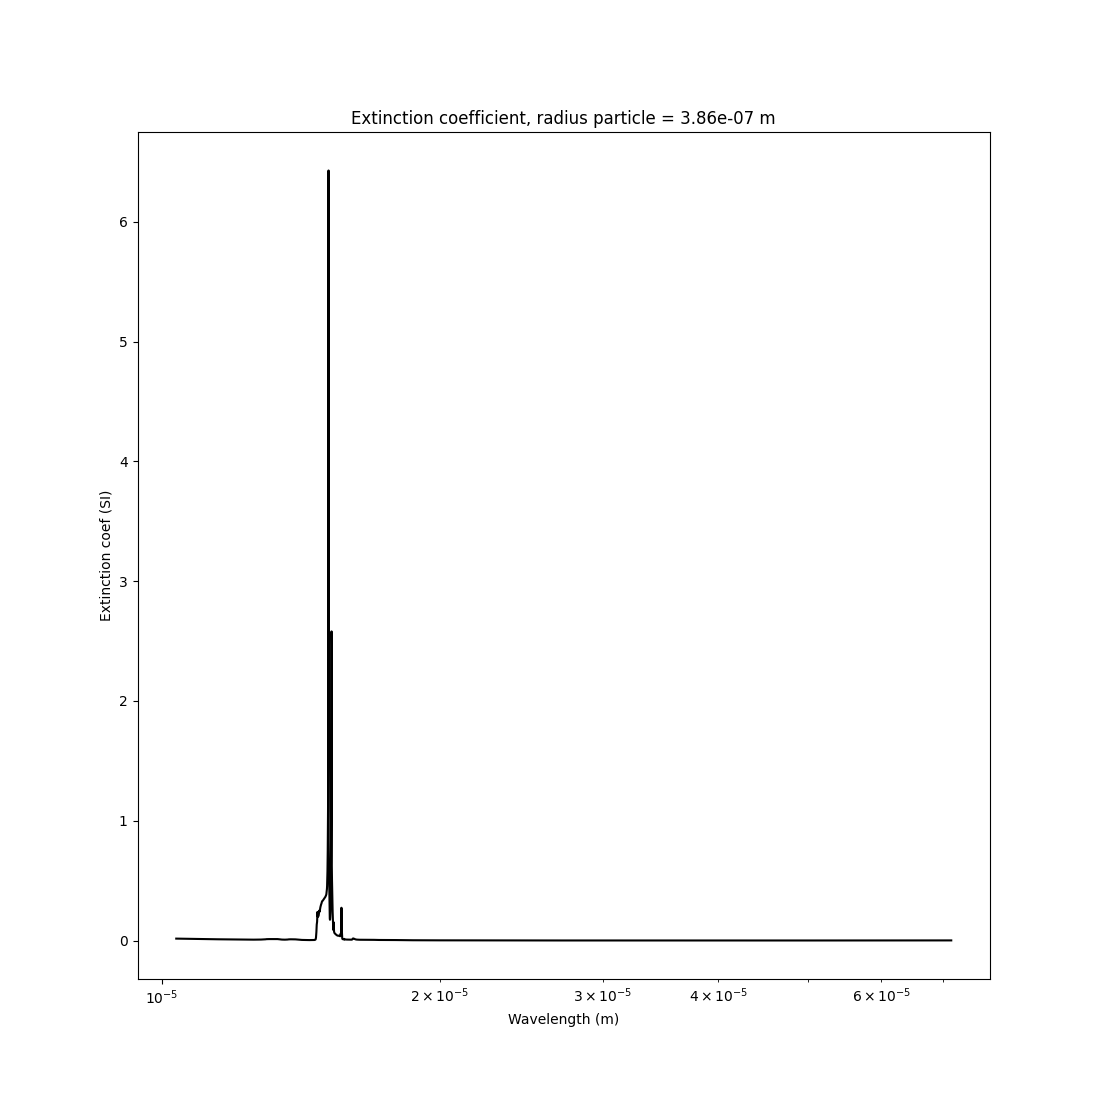 Extinction coefficient, radius particle = 3.86e-07 m
6
5
4
3
2
1
0
Extinction coef (SI)
10⁻⁵
2 × 10⁻⁵
3 × 10⁻⁵
4 × 10⁻⁵
6 × 10⁻⁵
Wavelength (m)